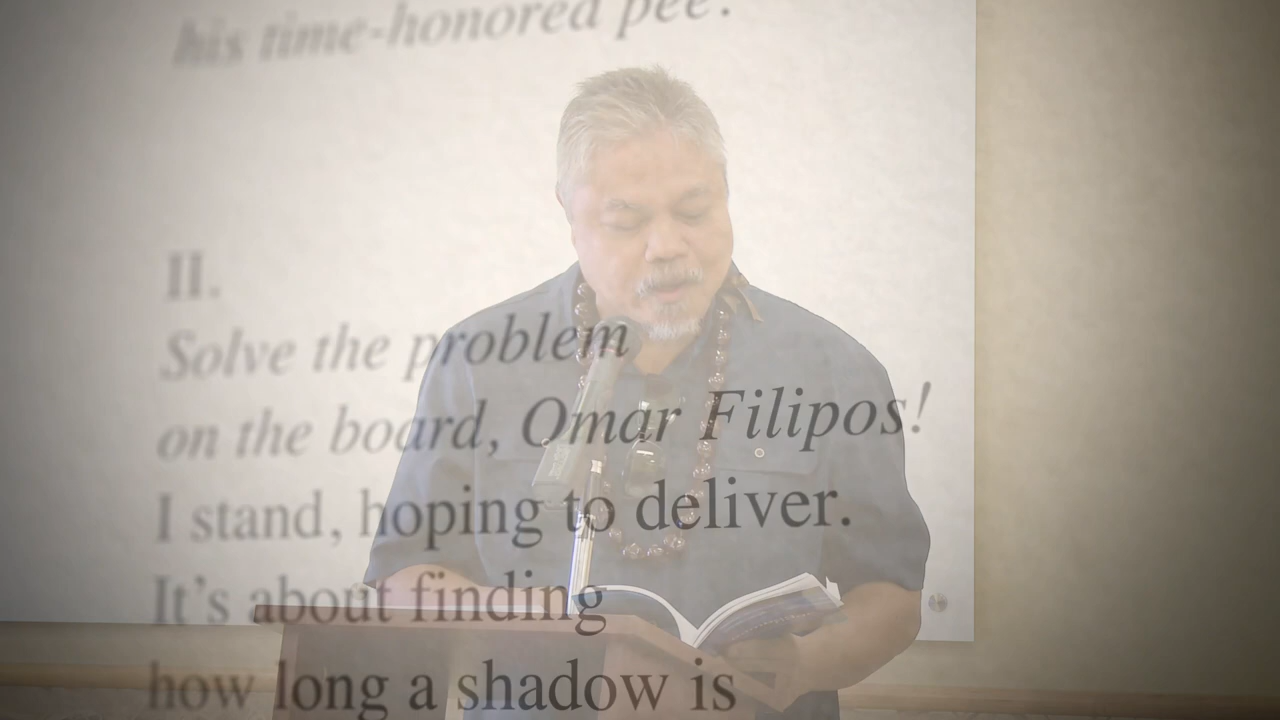 his time-honored pee.
II.
Solve the problem
on the board, Omar Filipos!
I stand, hoping to deliver.
It's about finding
how long a shadow is